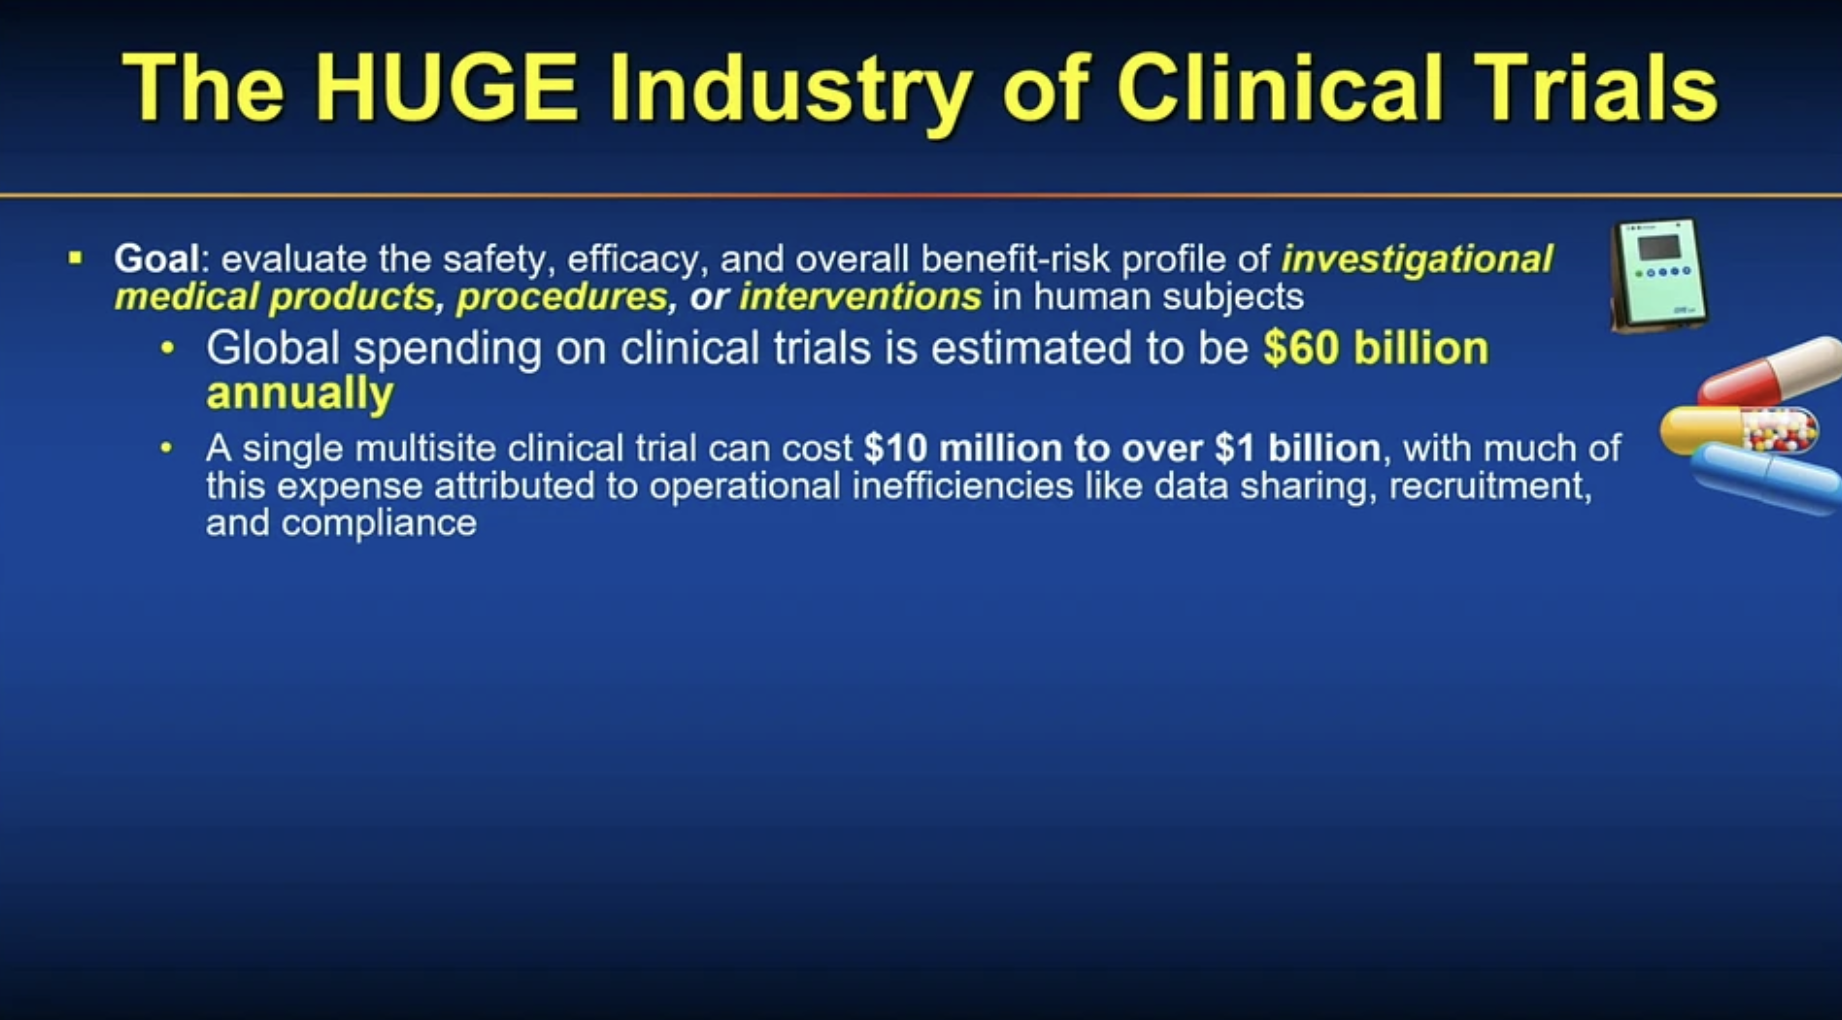 The HUGE Industry of Clinical Trials
Goal: evaluate the safety, efficacy, and overall benefit-risk profile of investigational
medical products, procedures, or interventions in human subjects
Global spending on clinical trials is estimated to be $60 billion
annually
A single multisite clinical trial can cost $10 million to over $1 billion, with much of
this expense attributed to operational inefficiencies like data sharing, recruitment,
and compliance